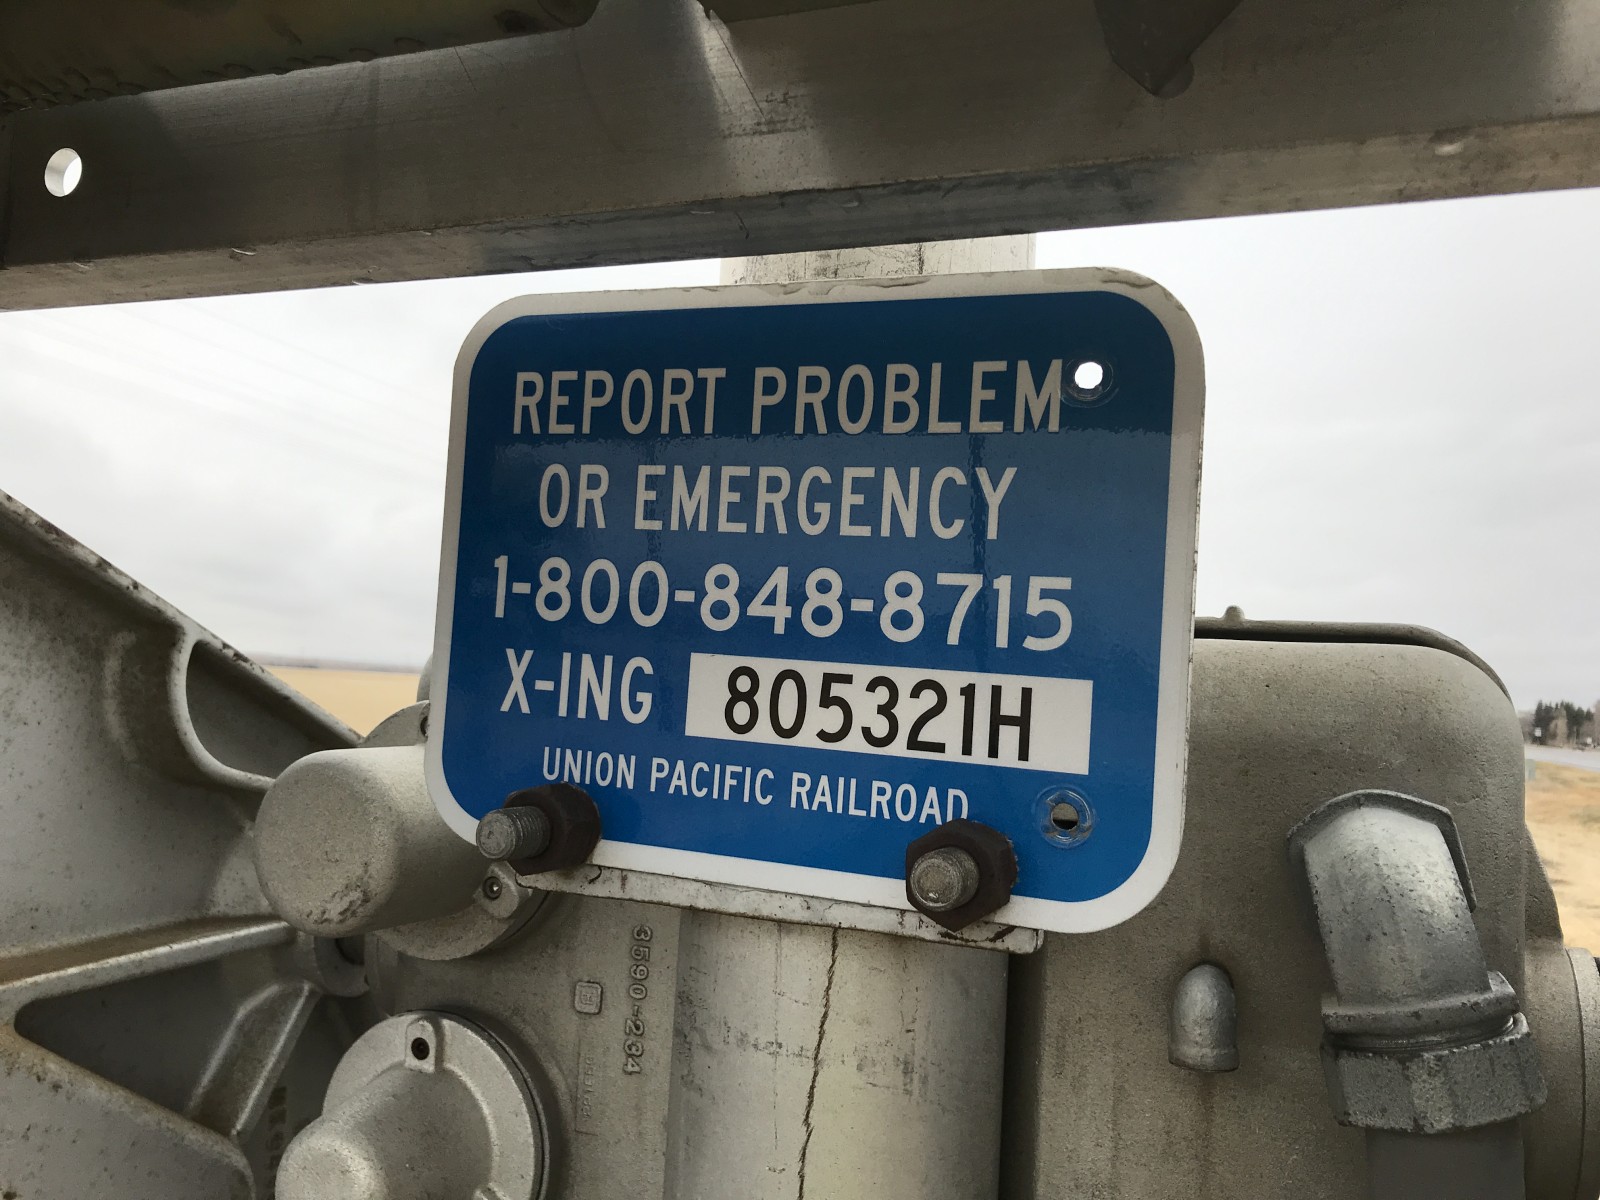 REPORT PROBLEM
OR EMERGENCY
1-800-848-8715
X-ING 805321H
UNION PACIFIC RAILROAD
3590-234